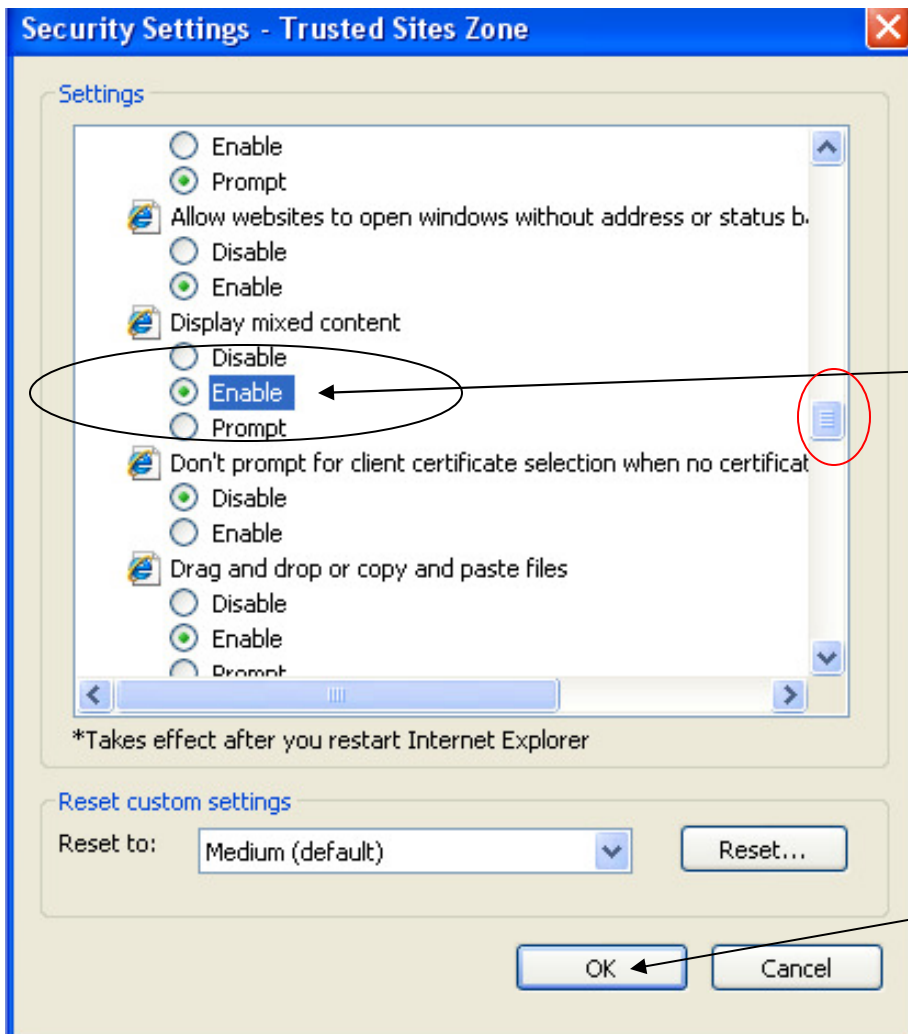 Security Settings - Trusted Sites Zone
Settings
Enable
Prompt
Allow websites to open windows without address or status
Disable
Enable
Display mixed content
Disable
Enable
Prompt
Don't prompt for client certificate selection when no
Disable
Enable
Drag and drop or copy and paste files
Disable
Enable
Prompt
*Takes effect after you restart Internet Explorer
Reset custom settings
Reset to:
Medium (default)
Reset...
OK
Cancel